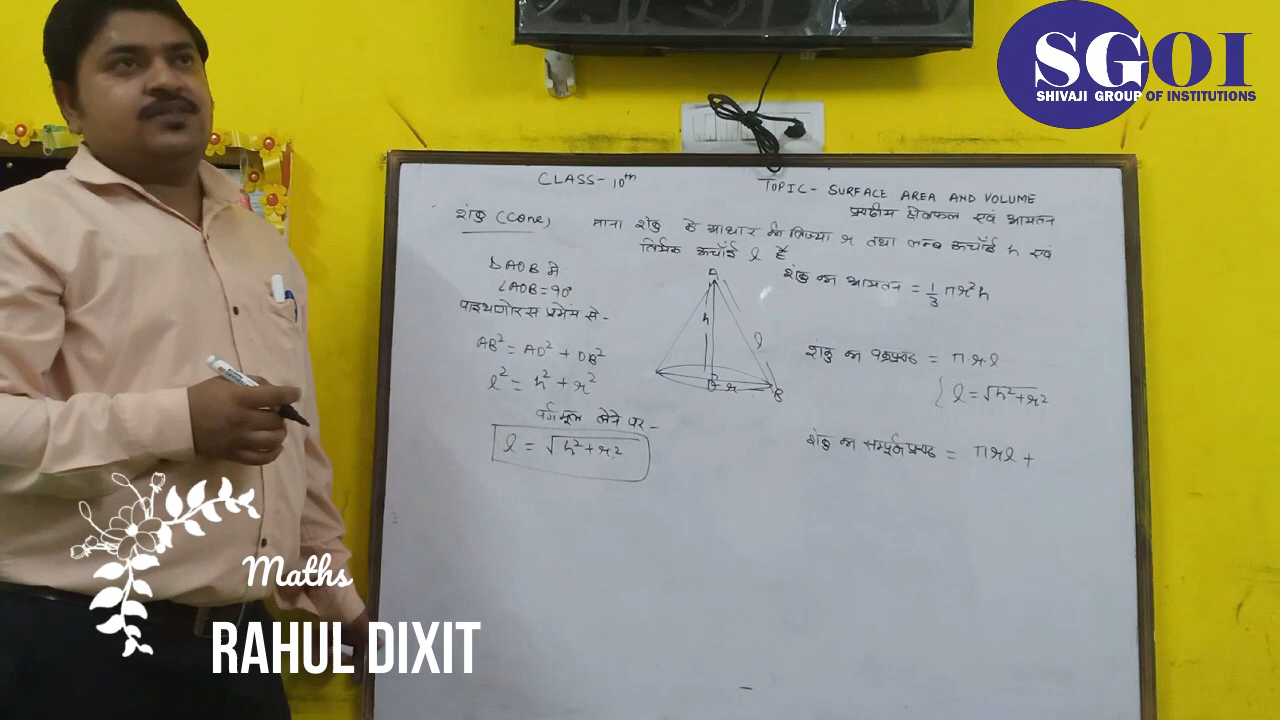 SGOI
SHIVAJI GROUP OF INSTITUTIONS
CLASS- 10th
TOPIC- SURFACE AREA AND VOLUME
पृष्ठीय क्षेत्रफल एवं आयतन
शंकु (Cone)
माना शंकु के आधार की त्रिज्या r तथा लम्ब ऊचाँई h एवं
तिर्यक ऊचाँई l है
ΔAOB में
∠AOB=90°
पाइथागोरस प्रमेय से-
AB² = AO² + OB²
l² = h² + r²
वर्गमूल लेने पर-
l = √h²+r²
A
h
l
O r B
शंकु का आयतन = 1/3 πr²h
शंकु का वक्रपृष्ठ = πrl
{ l = √h²+r²
शंकु का सम्पूर्णपृष्ठ = πrl +
Maths
RAHUL DIXIT